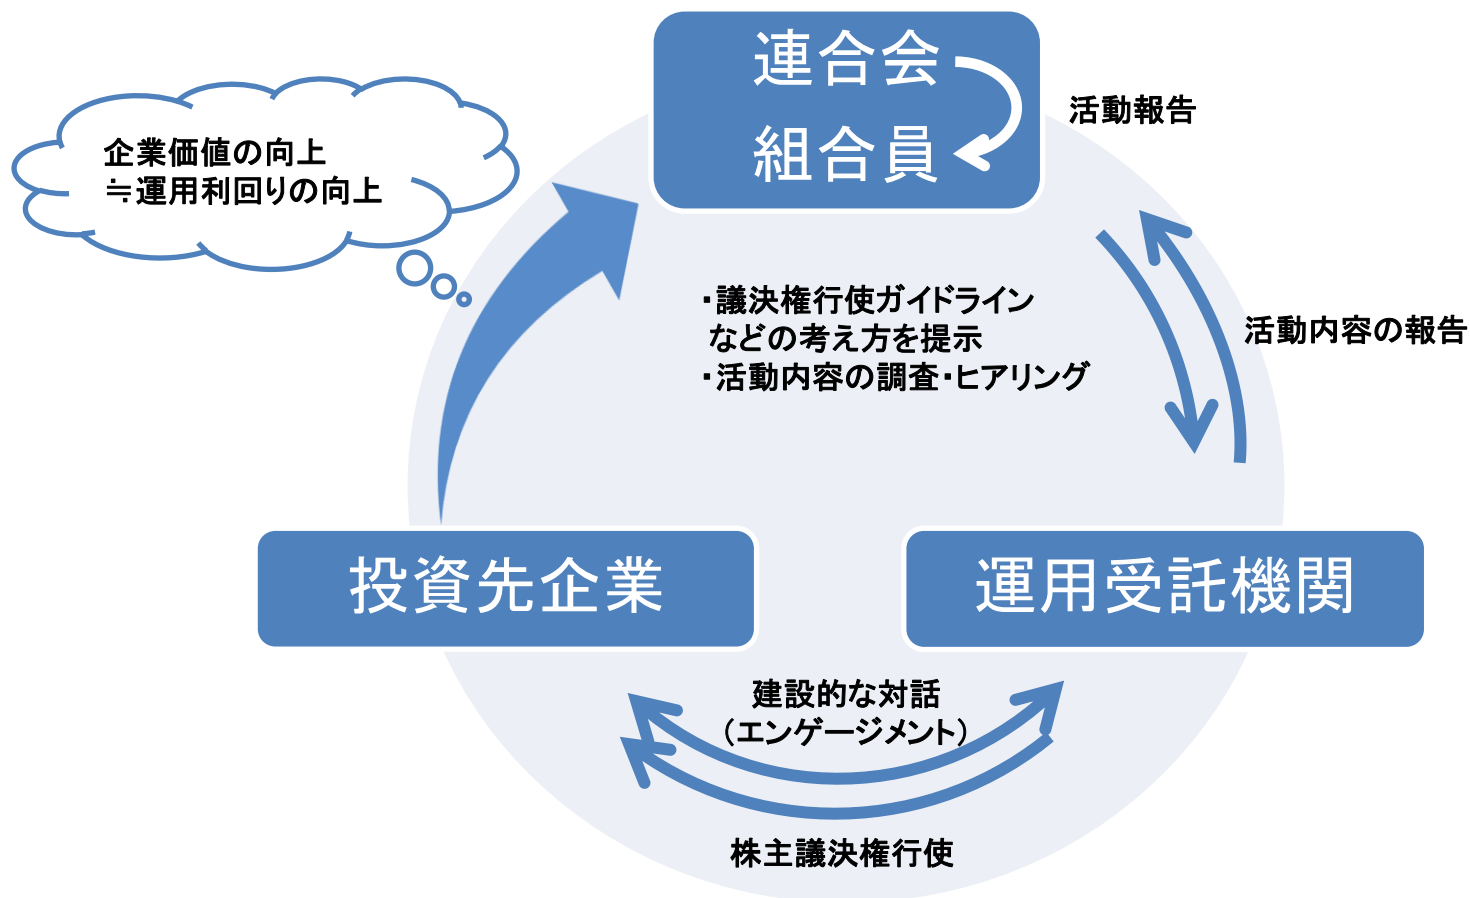 連合会
組合員
活動報告
企業価値の向上
≒運用利回りの向上
・議決権行使ガイドライン
などの考え方を提示
・活動内容の調査・ヒアリング
活動内容の報告
投資先企業
運用受託機関
建設的な対話
（エンゲージメント）
株主議決権行使